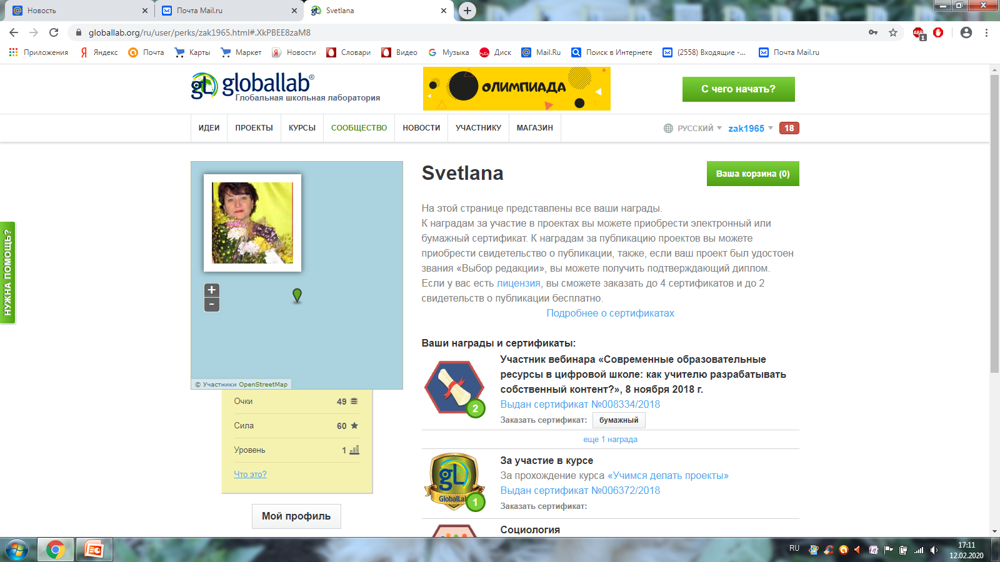 Новость
Почта Mail.ru
Svetlana
globallab.org/ru/user/perks/zak1965.html#.XkPBEE8zaM8
ABP
1
Приложения
Яндекс
Почта
Карты
Маркет
Новости
Словари
Видео
Музыка
Диск
Mail.Ru
Поиск в Интернете
(2558) Входящие -...
Почта Mail.ru
gL globallab®
Глобальная школьная лаборатория
ОЛИМПИАДА
С чего начать?
ИДЕИ
ПРОЕКТЫ
КУРСЫ
СООБЩЕСТВО
НОВОСТИ
УЧАСТНИКУ
МАГАЗИН
РУССКИЙ
zak1965
18
НУЖНА ПОМОЩЬ?
+
-
© Участники OpenStreetMap
Очки 49
Сила 60
Уровень 1
Что это?
Мой профиль
Svetlana
Ваша корзина (0)
На этой странице представлены все ваши награды.
К наградам за участие в проектах вы можете приобрести электронный или
бумажный сертификат. К наградам за публикацию проектов вы можете
приобрести свидетельство о публикации, также, если ваш проект был удостоен
звания «Выбор редакции», вы можете получить подтверждающий диплом.
Если у вас есть лицензия, вы сможете заказать до 4 сертификатов и до 2
свидетельств о публикации бесплатно.
Подробнее о сертификатах
Ваши награды и сертификаты:
2
Участник вебинара «Современные образовательные
ресурсы в цифровой школе: как учителю разрабатывать
собственный контент?», 8 ноября 2018 г.
Выдан сертификат №008334/2018
Заказать сертификат: бумажный
еще 1 награда
gL
GlobalLab
1
За участие в курсе
За прохождение курса «Учимся делать проекты»
Выдан сертификат №006372/2018
Заказать сертификат:
Социология
RU
17:11
12.02.2020